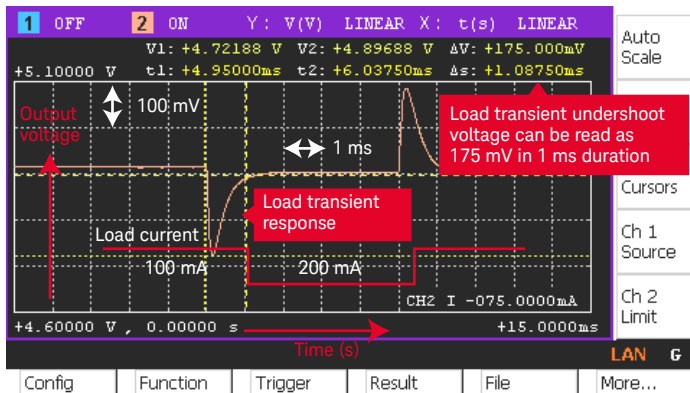 1 OFF 2 ON Y: V(V) LINEAR X: t(s) LINEAR
V1: +4.72188 V V2: +4.89688 V ΔV: +175.000mV
+5.10000 V t1: +4.95000ms t2: +6.03750ms Δs: +1.08750ms
Auto
Scale
Output
voltage
100 mV
1 ms
Load transient undershoot
voltage can be read as
175 mV in 1 ms duration
Cursors
Load transient
response
Load current
100 mA
200 mA
Ch 1
Source
CH2 I -075.0000mA
Ch 2
Limit
+4.60000 V , 0.00000 s
+15.0000ms
Time (s)
LAN G
Config
Function
Trigger
Result
File
More...